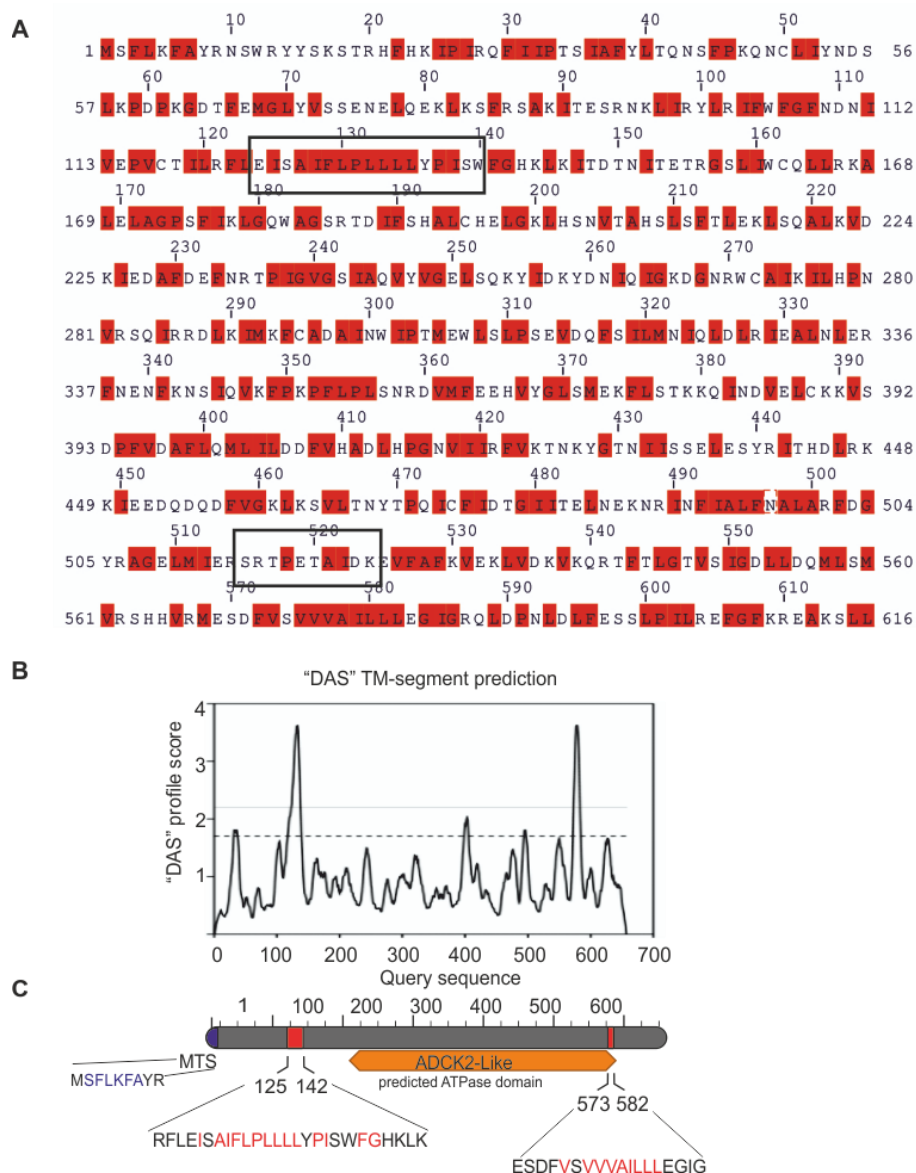 A
10 20 30 40 50
1 MSFLKFAYRNSWRYYSKSTRHFHKIPIRQFIIPTSIAFYLTQNSFPKQNCLIYNDS 56
60 70 80 90 100 110
57 LKPDPKGDTFEMGLYVSSENELQEKLKSFRSAKITESRNKLIRYLRIFWFGFNDNI 112
120 130 140 150 160
113 VEPVCTILRFLEISAIFLPLLLLYPISWFGHKLKITDTNITETRGSLIWCQLLRKA 168
170 180 190 200 210 220
169 LELAGPSFIKLGQWAGSRTDIFSHALCHELGKLHSNVTAHSLSFTLEKLSQALKVD 224
230 240 250 260 270
225 KIEDAFDEFNRTPIGVGSIAQVYVGELSQKYIDKYDNIQIGKDGNRWCAIKILHPN 280
290 300 310 320 330
281 VRSQIRRDLKIMKFCADAINWIPTMEWLSLPSEVDQFSILMNIQLDLRIEALNLER 336
340 350 360 370 380 390
337 FNENFKNSIQVKFPKPFLPLSNRDVMFEEHVYGLSMEKFLSTKKQINDVELCKKVS 392
400 410 420 430 440
393 DPFVDAFLQMLILDDFVHADLHPGNVIIRFVKTNKYGTNIISSELESYRITHDLRK 448
450 460 470 480 490 500
449 KIEEDQDQDFVGKLKSVLTNYTPQICFIDTGIITELNEKNRINFIALFNALARFDG 504
510 520 530 540 550
505 YRAGELMIERSRTPETAIDKEVFAFKVEKLVDKVKQRTFTLGTVSIGDLLDQMLSM 560
570 580 590 600 610
561 VRSHHVRMESDFVSVVVAILLLEGIGRQLDPNLDLFESSLPILREFGFKREAKSLL 616
B
"DAS" TM-segment prediction
"DAS" profile score
4
3
2
1
0 100 200 300 400 500 600 700
Query sequence
C
1 100 200 300 400 500 600
MTS
MSFLKFAYR
ADCK2-Like
predicted ATPase domain
125 142
573 582
RFLEISAIFLPLLLLYPISWFGHKLK
ESDFVSVVVAILLLEGIG